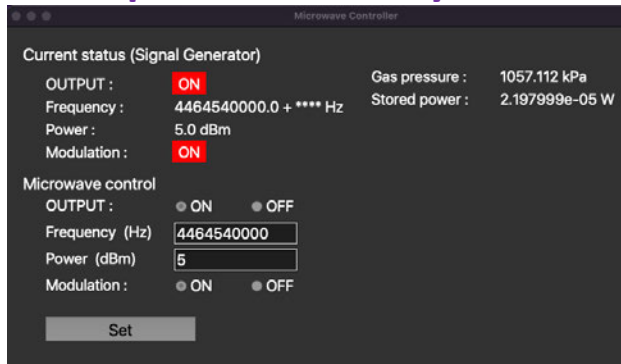 Microwave Controller
Current status (Signal Generator)
OUTPUT : ON
Gas pressure : 1057.112 kPa
Frequency : 4464540000.0 + **** Hz
Stored power : 2.197999e-05 W
Power : 5.0 dBm
Modulation : ON
Microwave control
OUTPUT : ON OFF
Frequency (Hz) 4464540000
Power (dBm) 5
Modulation : ON OFF
Set